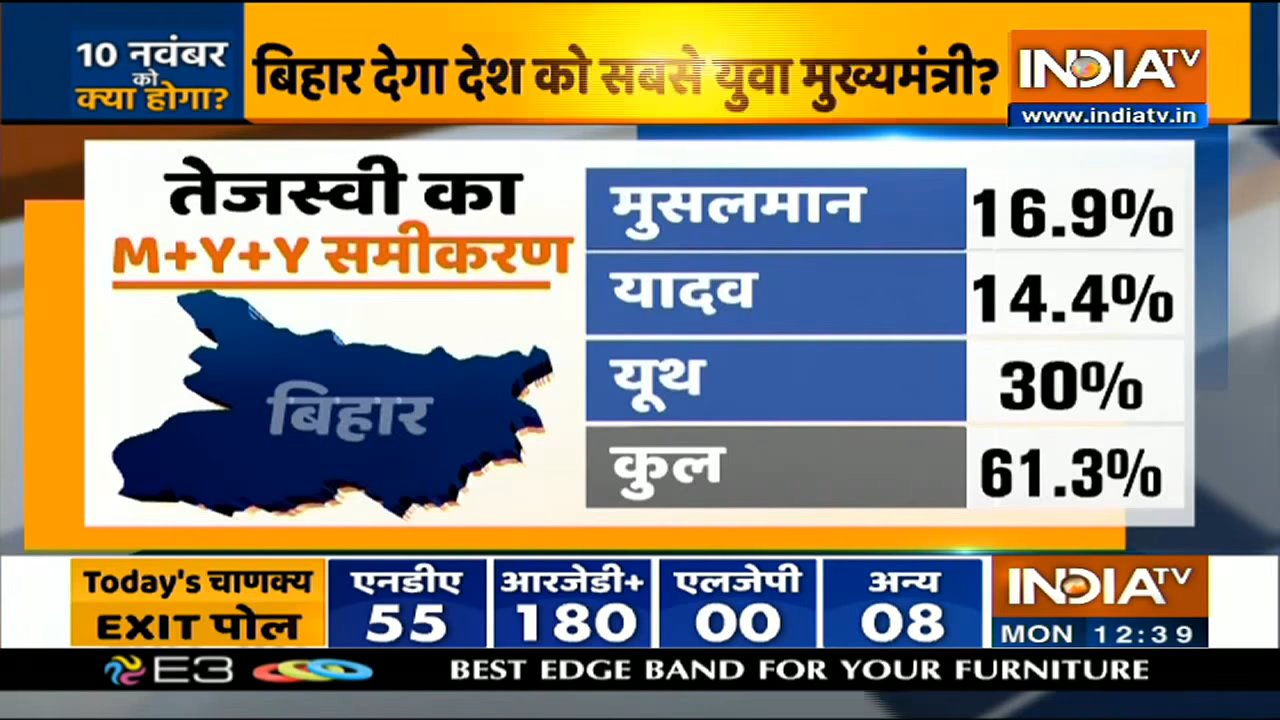 10 नवंबर
को
क्या होगा?
बिहार देगा देश को सबसे युवा मुख्यमंत्री?
INDIA TV
www.indiatv.in
तेजस्वी का
M+Y+Y समीकरण
बिहार
मुसलमान 16.9%
यादव 14.4%
यूथ 30%
कुल 61.3%
Today's चाणक्य
EXIT पोल
एनडीए
55
आरजेडी+
180
एलजेपी
00
अन्य
08
INDIA TV
MON 12:39
E3
BEST EDGE BAND FOR YOUR FURNITURE